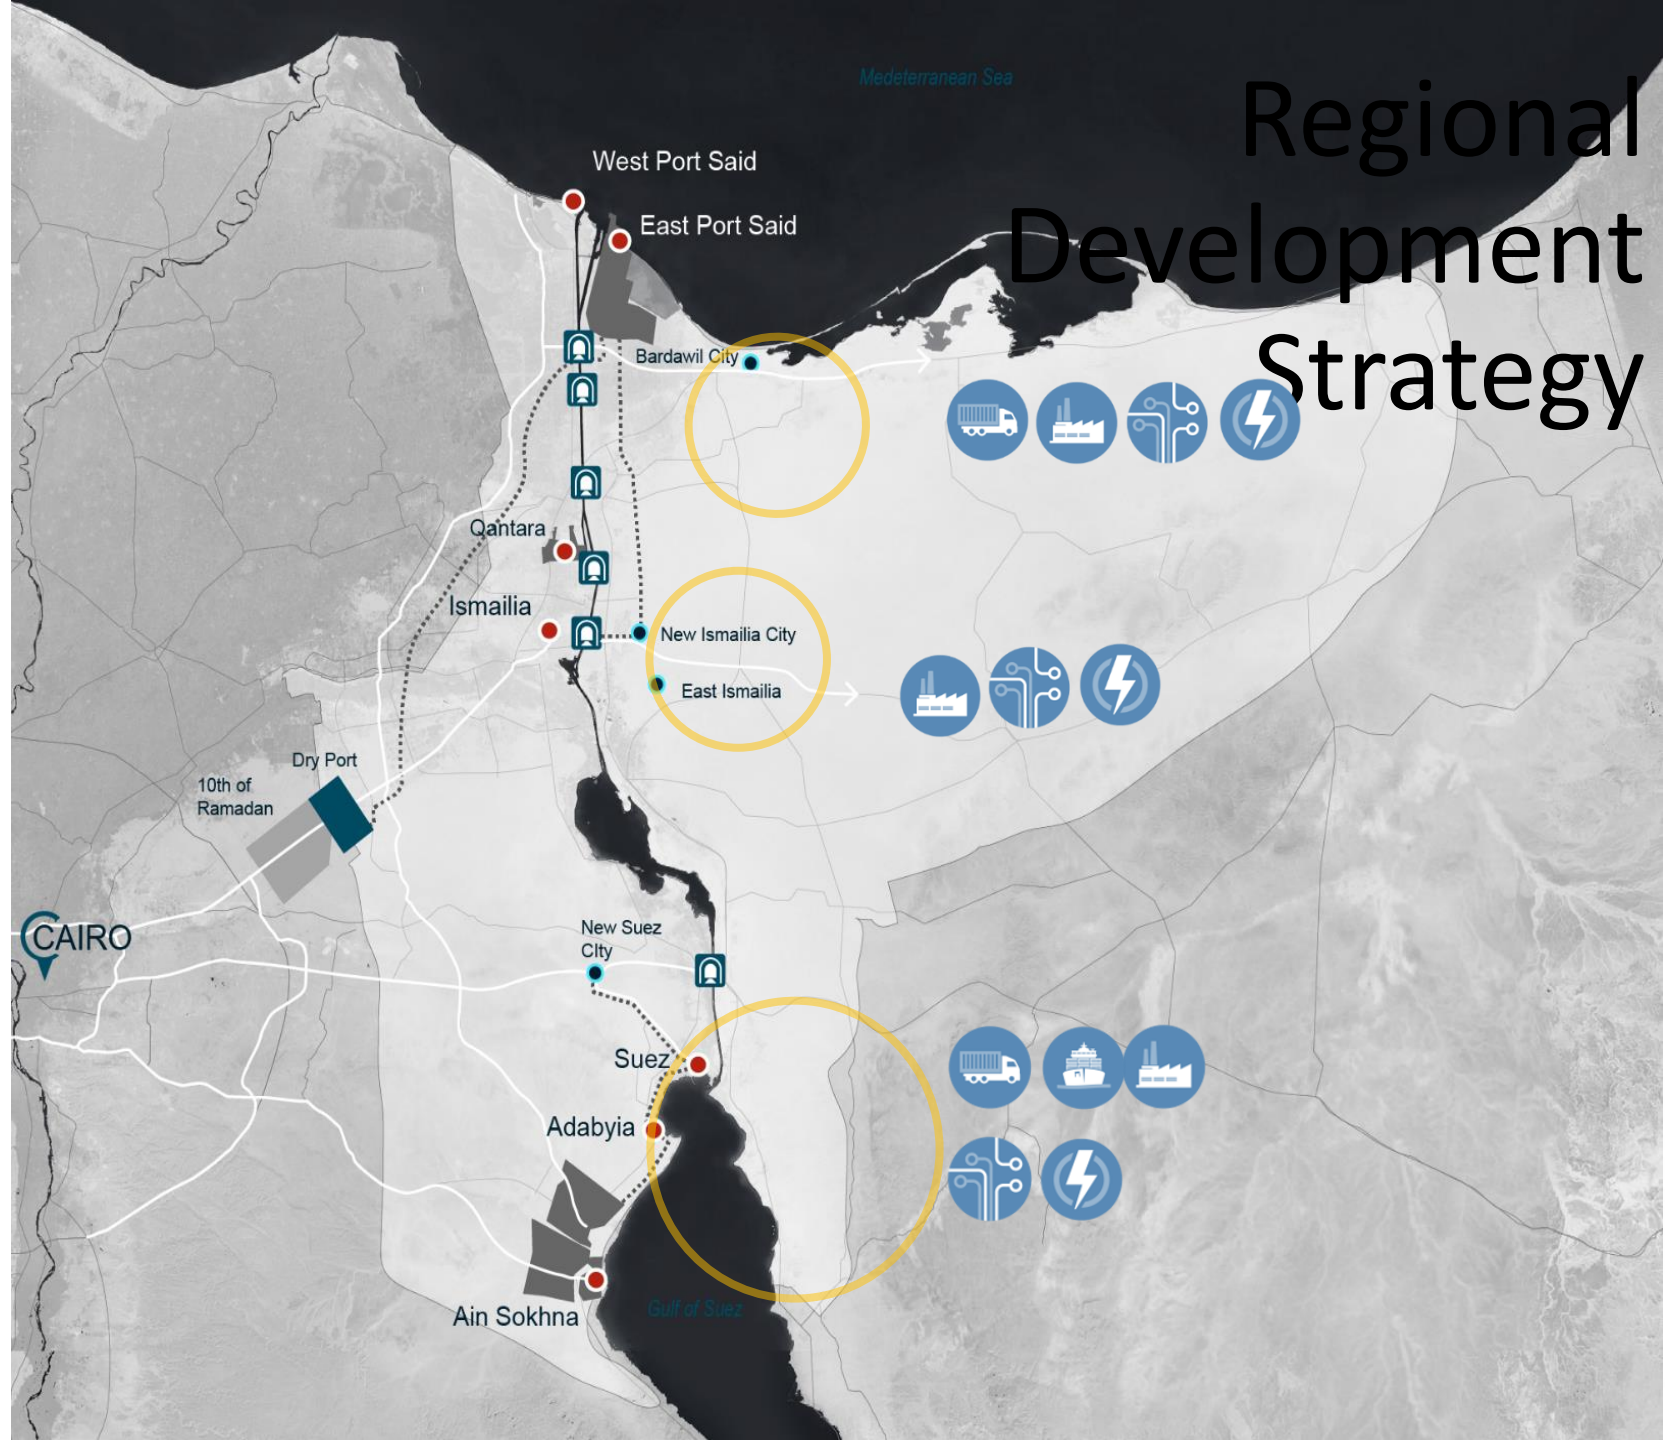 Medeterranean Sea
Regional
Development
Strategy
West Port Said
East Port Said
Bardawil City
Qantara
Ismailia
New Ismailia City
East Ismailia
Dry Port
10th of
Ramadan
CAIRO
New Suez
CIty
Suez
Adabyia
Ain Sokhna
Gulf of Suez